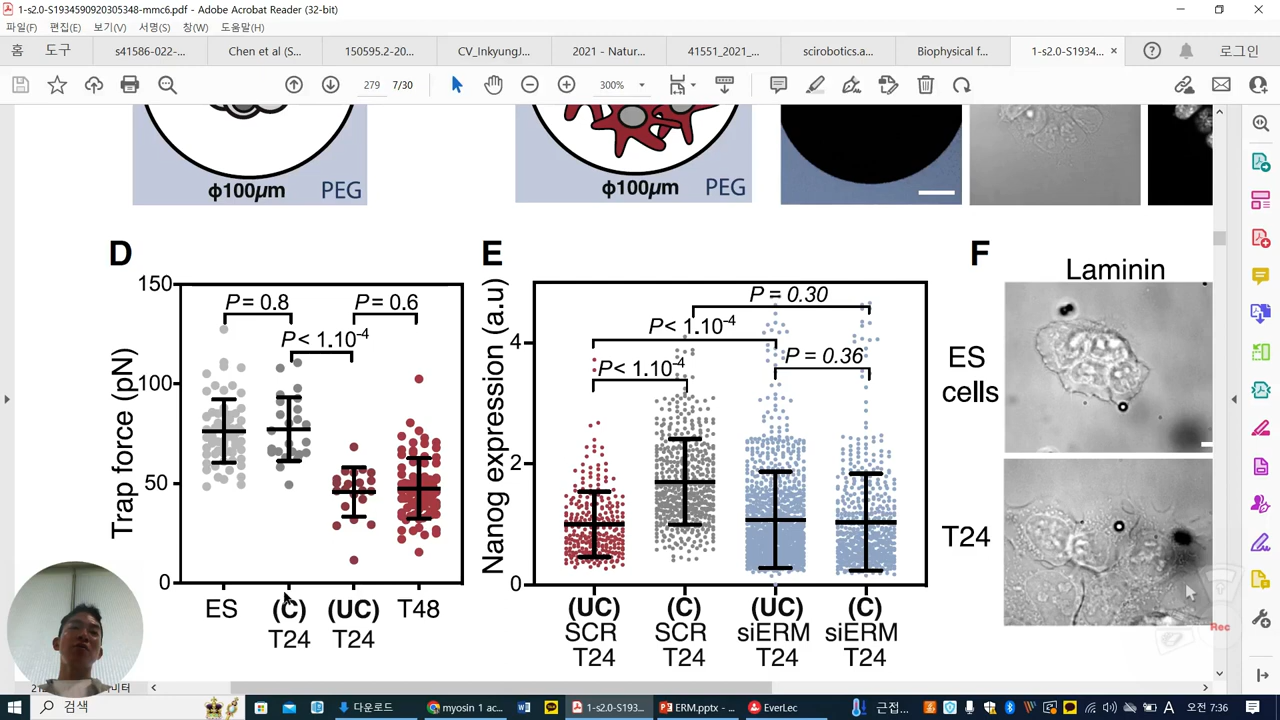 1-s2.0-S1934590920305348-mmc6.pdf - Adobe Acrobat Reader (32-bit)
파일(F) 편집(E) 보기(V) 서명(S) 창(W) 도움말(H)
홈 도구 s41586-022-... Chen et al (S... 150595.2-20... CV_InkyungJ... 2021 - Natur... 41551_2021_... scirobotics.a... Biophysical f... 1-s2.0-S1934... × 로그인
279 7/30 300%
ϕ100μm PEG ϕ100μm PEG
D E F
Laminin
150
100
50
0
Trap force (pN)
P = 0.8 P = 0.6
P < 1.10-4
ES (C) (UC) T48
T24 T24
4
2
0
Nanog expression (a.u)
P = 0.30
P < 1.10-4
P < 1.10-4 P = 0.36
(UC) (C) (UC) (C)
SCR SCR siERM siERM
T24 T24 T24 T24
ES
cells
T24
Rec
검색 다운로드 myosin 1 ac... 1-s2.0-S193... ERM.pptx - ... EverLec 근접... A 오전 7:36